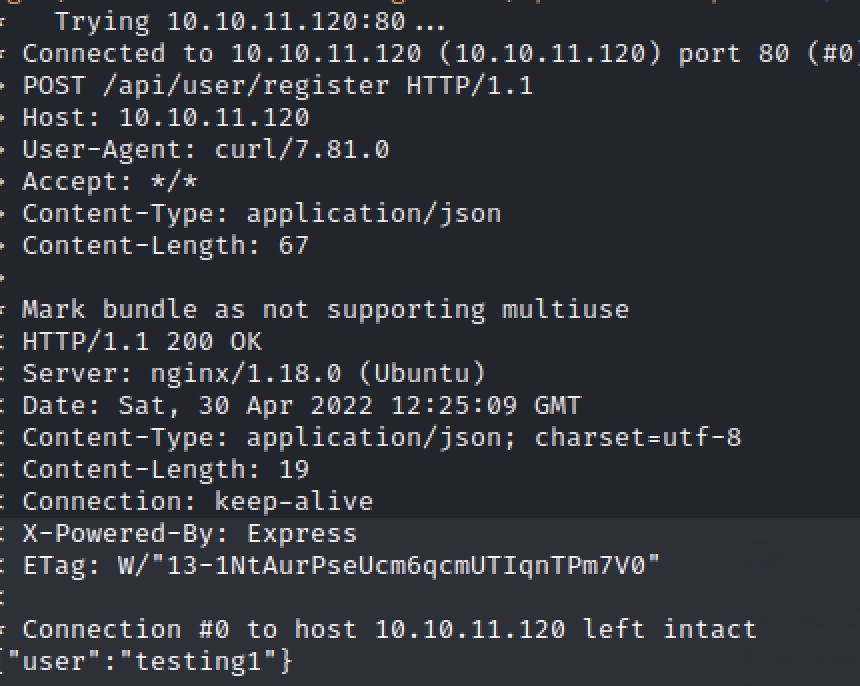 Trying 10.10.11.120:80...
Connected to 10.10.11.120 (10.10.11.120) port 80 (#0
POST /api/user/register HTTP/1.1
Host: 10.10.11.120
User-Agent: curl/7.81.0
Accept: */*
Content-Type: application/json
Content-Length: 67
Mark bundle as not supporting multiuse
HTTP/1.1 200 OK
Server: nginx/1.18.0 (Ubuntu)
Date: Sat, 30 Apr 2022 12:25:09 GMT
Content-Type: application/json; charset=utf-8
Content-Length: 19
Connection: keep-alive
X-Powered-By: Express
ETag: W/"13-1NtAurPseUcm6qcmUTIqnTPm7V0"
Connection #0 to host 10.10.11.120 left intact
{"user":"testing1"}